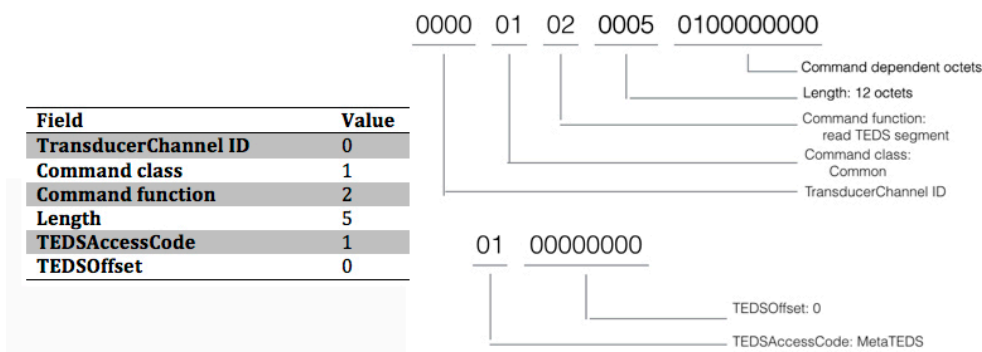 0000 01 02 0005 0100000000
Command dependent octets
Length: 12 octets
Command function:
read TEDS segment
Command class:
Common
TransducerChannel ID
Field Value
TransducerChannel ID 0
Command class 1
Command function 2
Length 5
TEDSAccessCode 1
TEDSOffset 0
01 00000000
TEDSOffset: 0
TEDSAccessCode: MetaTEDS